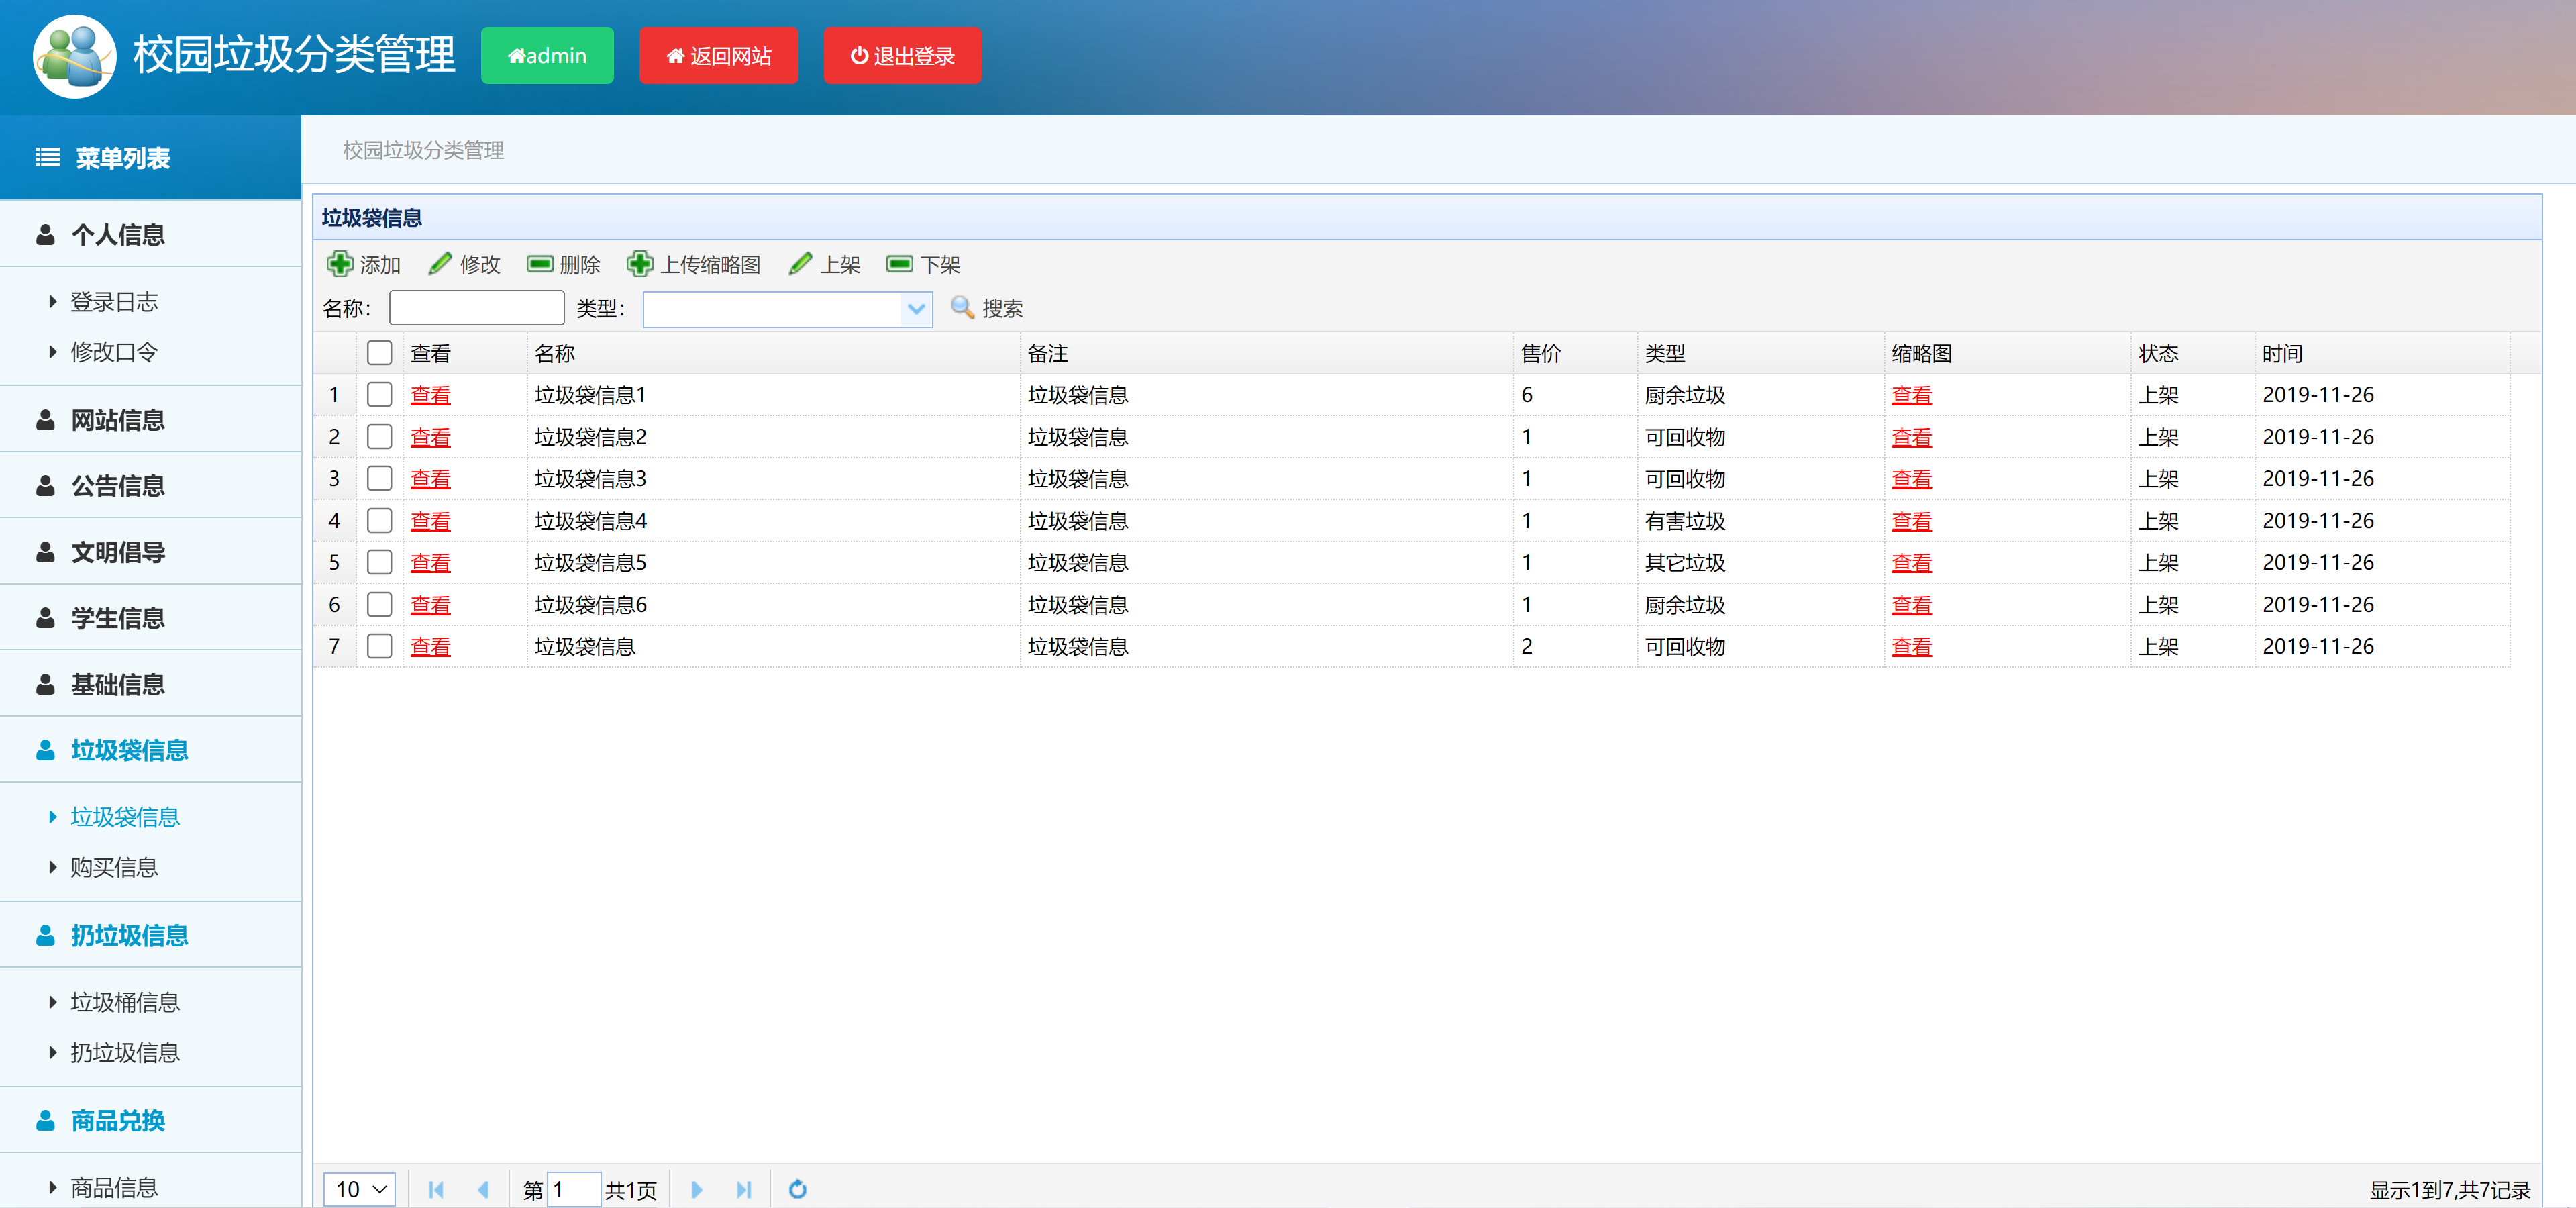 校园垃圾分类管理 admin 返回网站 退出登录
菜单列表
个人信息
登录日志
修改口令
网站信息
公告信息
文明倡导
学生信息
基础信息
垃圾袋信息
垃圾袋信息
购买信息
扔垃圾信息
垃圾桶信息
扔垃圾信息
商品兑换
商品信息
校园垃圾分类管理
垃圾袋信息
添加 修改 删除 上传缩略图 上架 下架
名称： 类型： 搜索
查看 名称 备注 售价 类型 缩略图 状态 时间
1 查看 垃圾袋信息1 垃圾袋信息 6 厨余垃圾 查看 上架 2019-11-26
2 查看 垃圾袋信息2 垃圾袋信息 1 可回收物 查看 上架 2019-11-26
3 查看 垃圾袋信息3 垃圾袋信息 1 可回收物 查看 上架 2019-11-26
4 查看 垃圾袋信息4 垃圾袋信息 1 有害垃圾 查看 上架 2019-11-26
5 查看 垃圾袋信息5 垃圾袋信息 1 其它垃圾 查看 上架 2019-11-26
6 查看 垃圾袋信息6 垃圾袋信息 1 厨余垃圾 查看 上架 2019-11-26
7 查看 垃圾袋信息 垃圾袋信息 2 可回收物 查看 上架 2019-11-26
10 第 1 共1页 显示1到7,共7记录